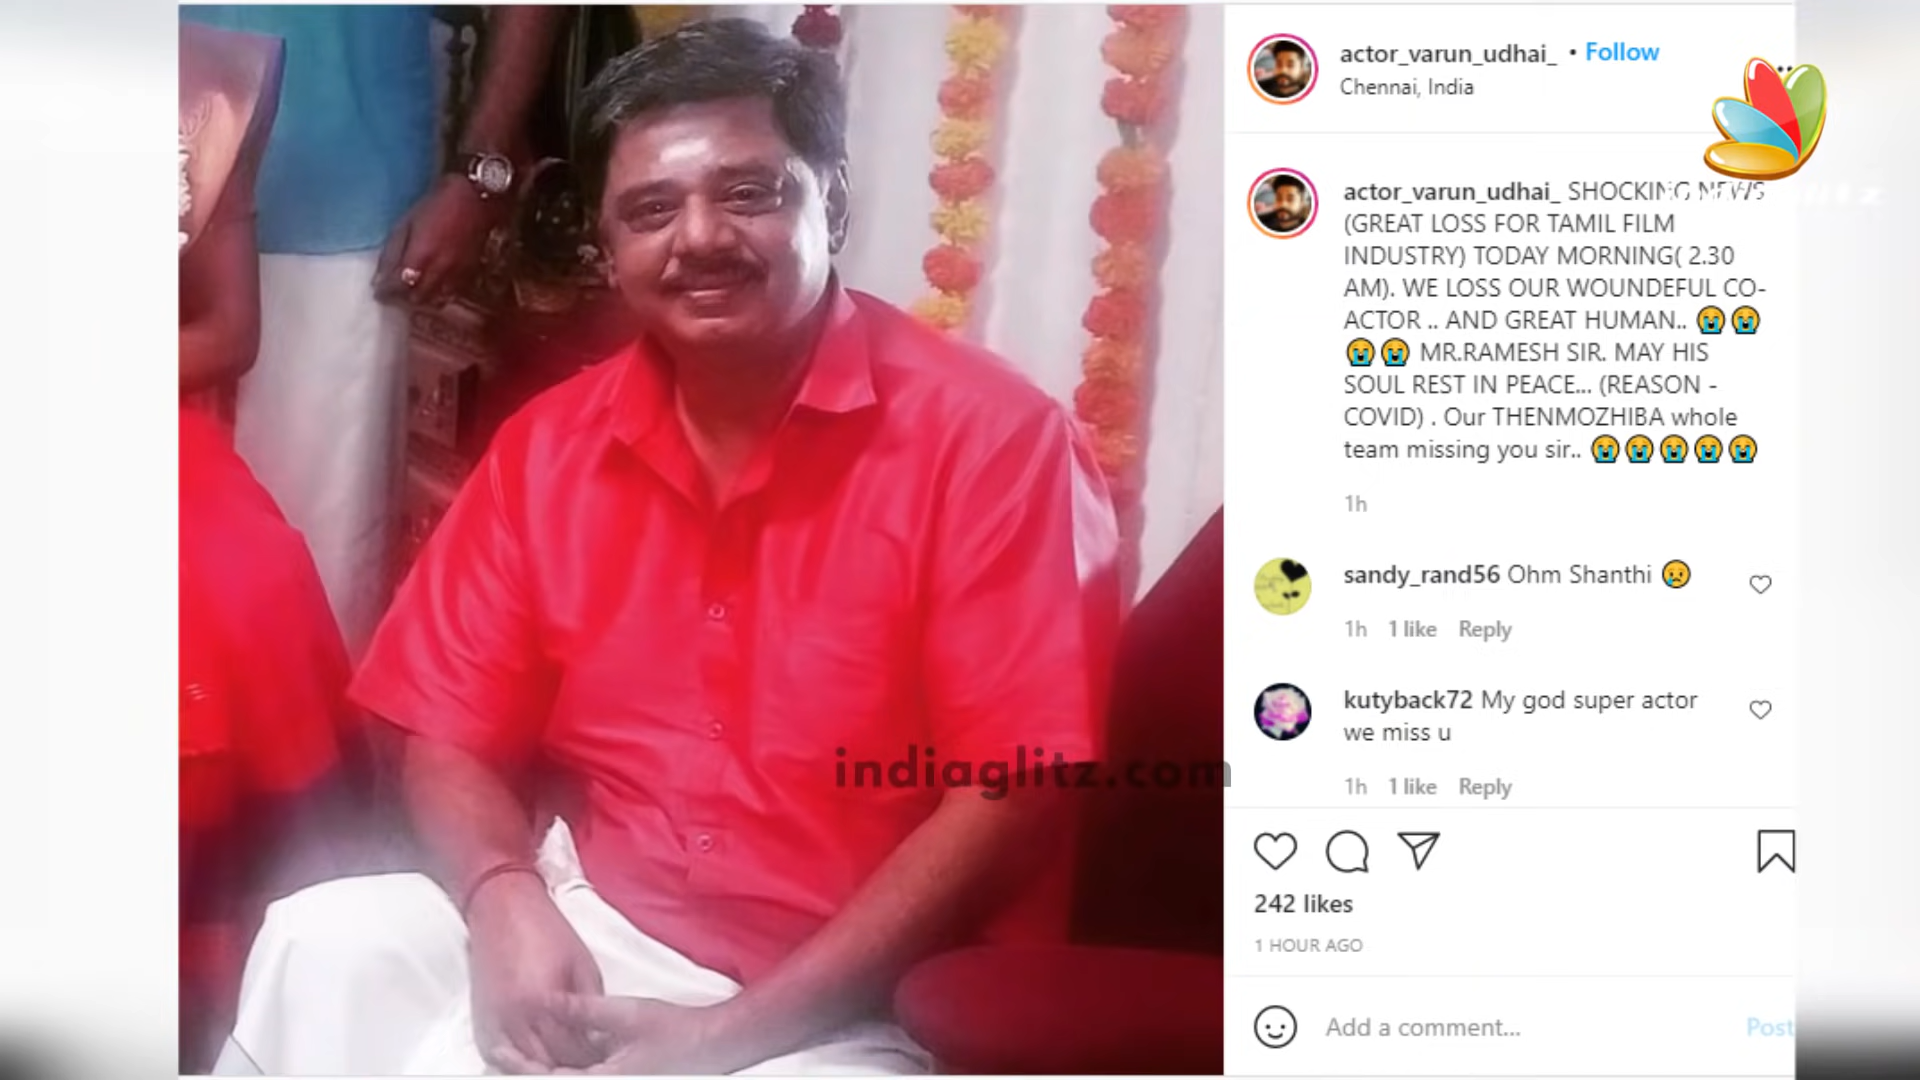 actor_varun_udhai_ • Follow
Chennai, India
actor_varun_udhai_ SHOCKING NEWS
(GREAT LOSS FOR TAMIL FILM
INDUSTRY) TODAY MORNING( 2.30
AM). WE LOSS OUR WOUNDEFUL CO-
ACTOR .. AND GREAT HUMAN.. 😭😭
😭😭 MR.RAMESH SIR. MAY HIS
SOUL REST IN PEACE... (REASON -
COVID) . Our THENMOZHIBA whole
team missing you sir.. 😭😭😭😭😭
1h
sandy_rand56 Ohm Shanthi 😢
1h 1 like Reply
kutyback72 My god super actor
we miss u
1h 1 like Reply
indiaglitz.com
242 likes
1 HOUR AGO
Add a comment... Post